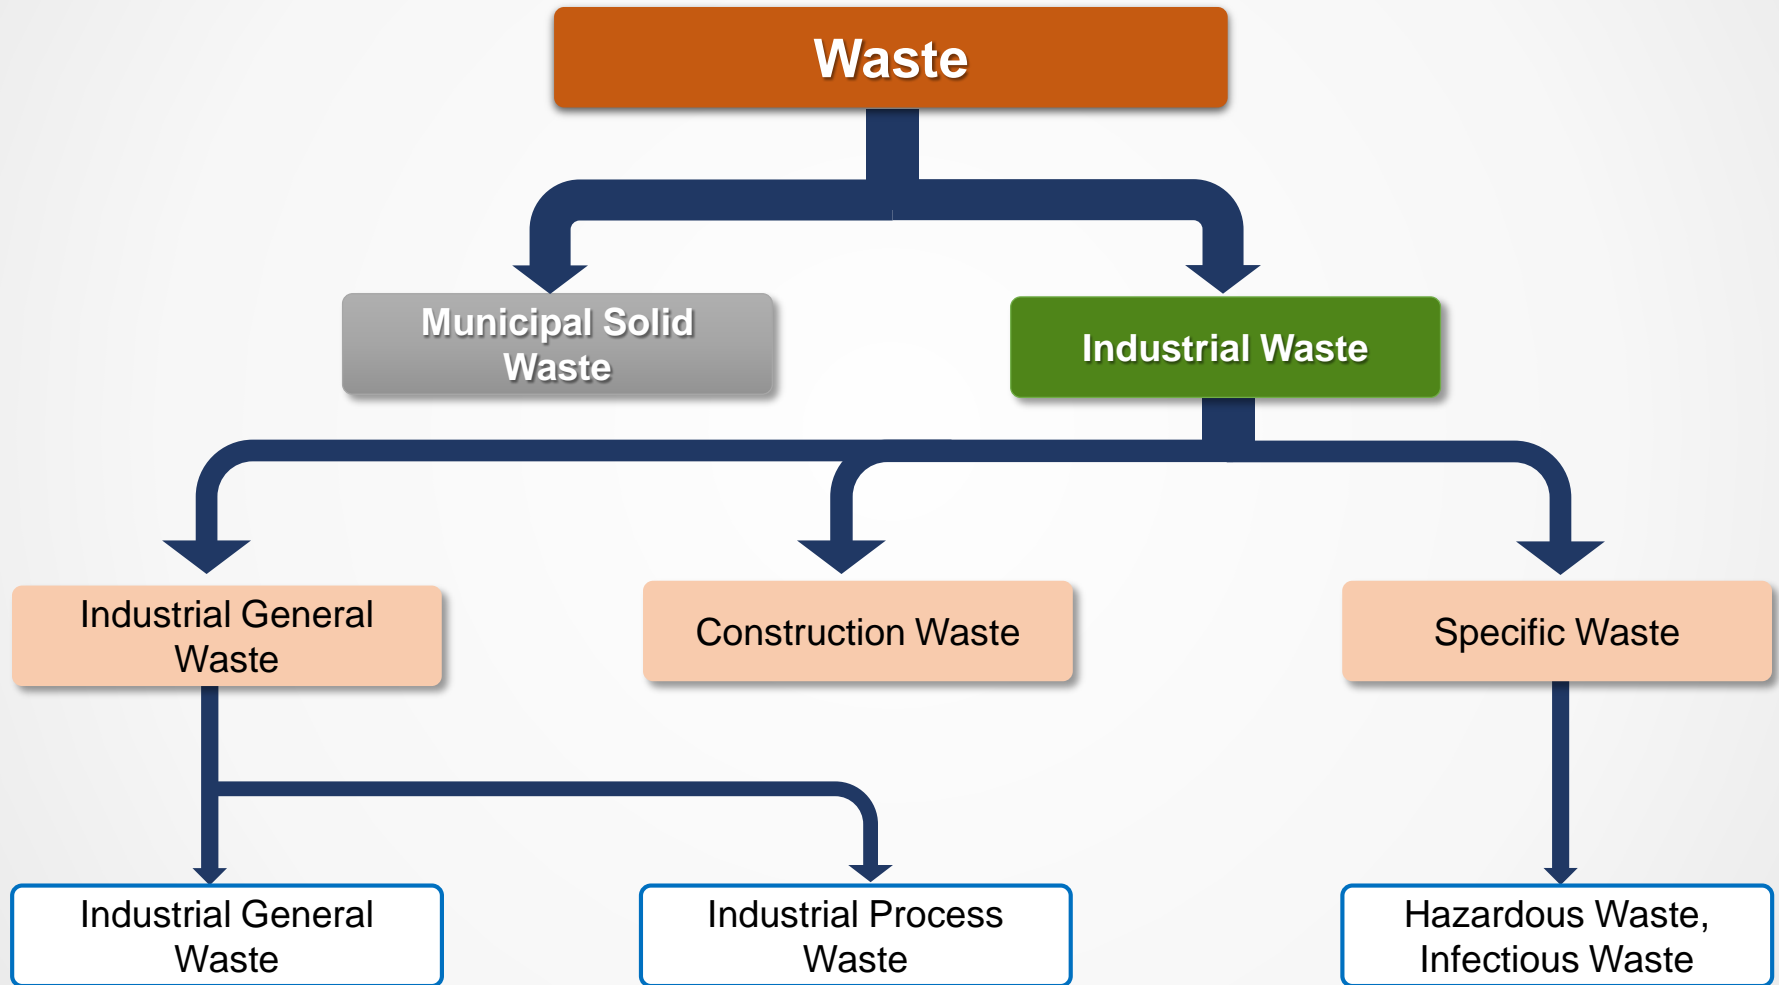 Waste
Municipal Solid
Waste
Industrial Waste
Industrial General
Waste
Construction Waste
Specific Waste
Industrial General
Waste
Industrial Process
Waste
Hazardous Waste,
Infectious Waste